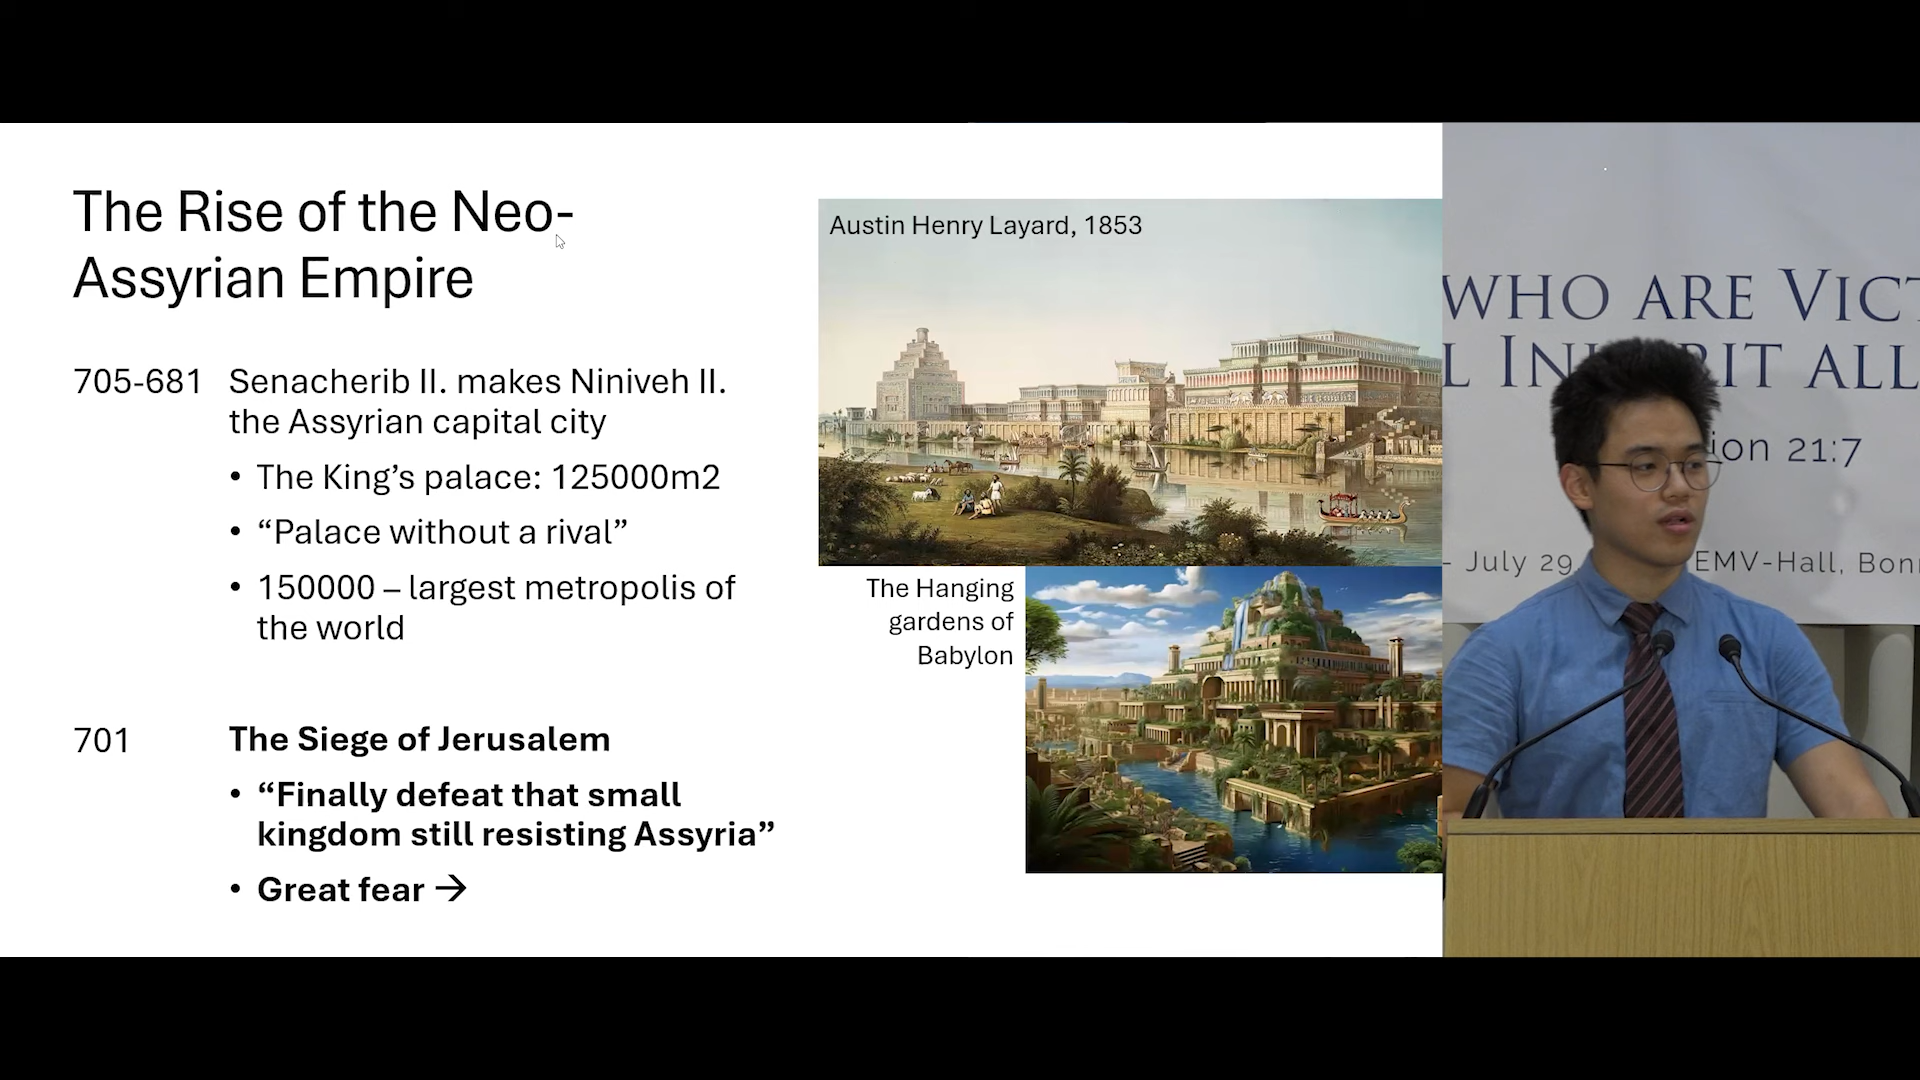 The Rise of the Neo-
Assyrian Empire
705-681 Senacherib II. makes Niniveh II.
the Assyrian capital city
• The King’s palace: 125000m2
• “Palace without a rival”
• 150000 – largest metropolis of
the world
701 The Siege of Jerusalem
• “Finally defeat that small
kingdom still resisting Assyria”
• Great fear →
Austin Henry Layard, 1853
The Hanging
gardens of
Babylon
WHO ARE VICT
L IN RIT ALL
ion 21:7
- July 29 EMV-Hall, Bonn